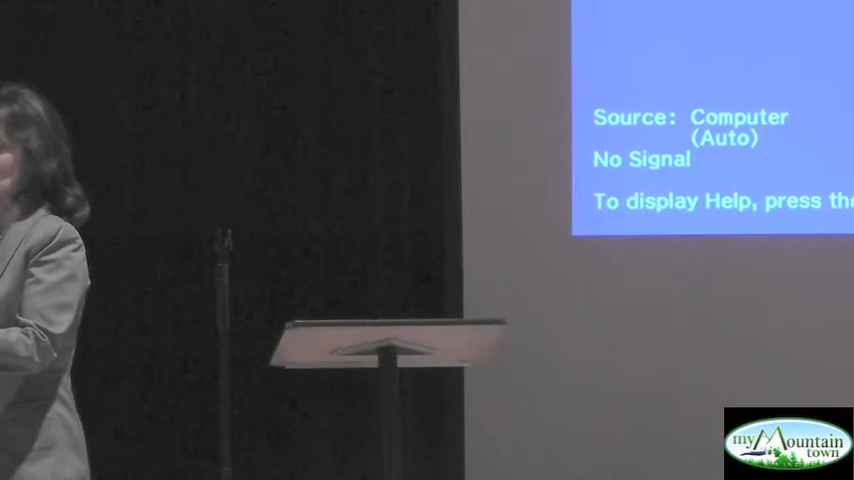 Source: Computer
(Auto)
No Signal
To display Help, press the
my Mountain
town